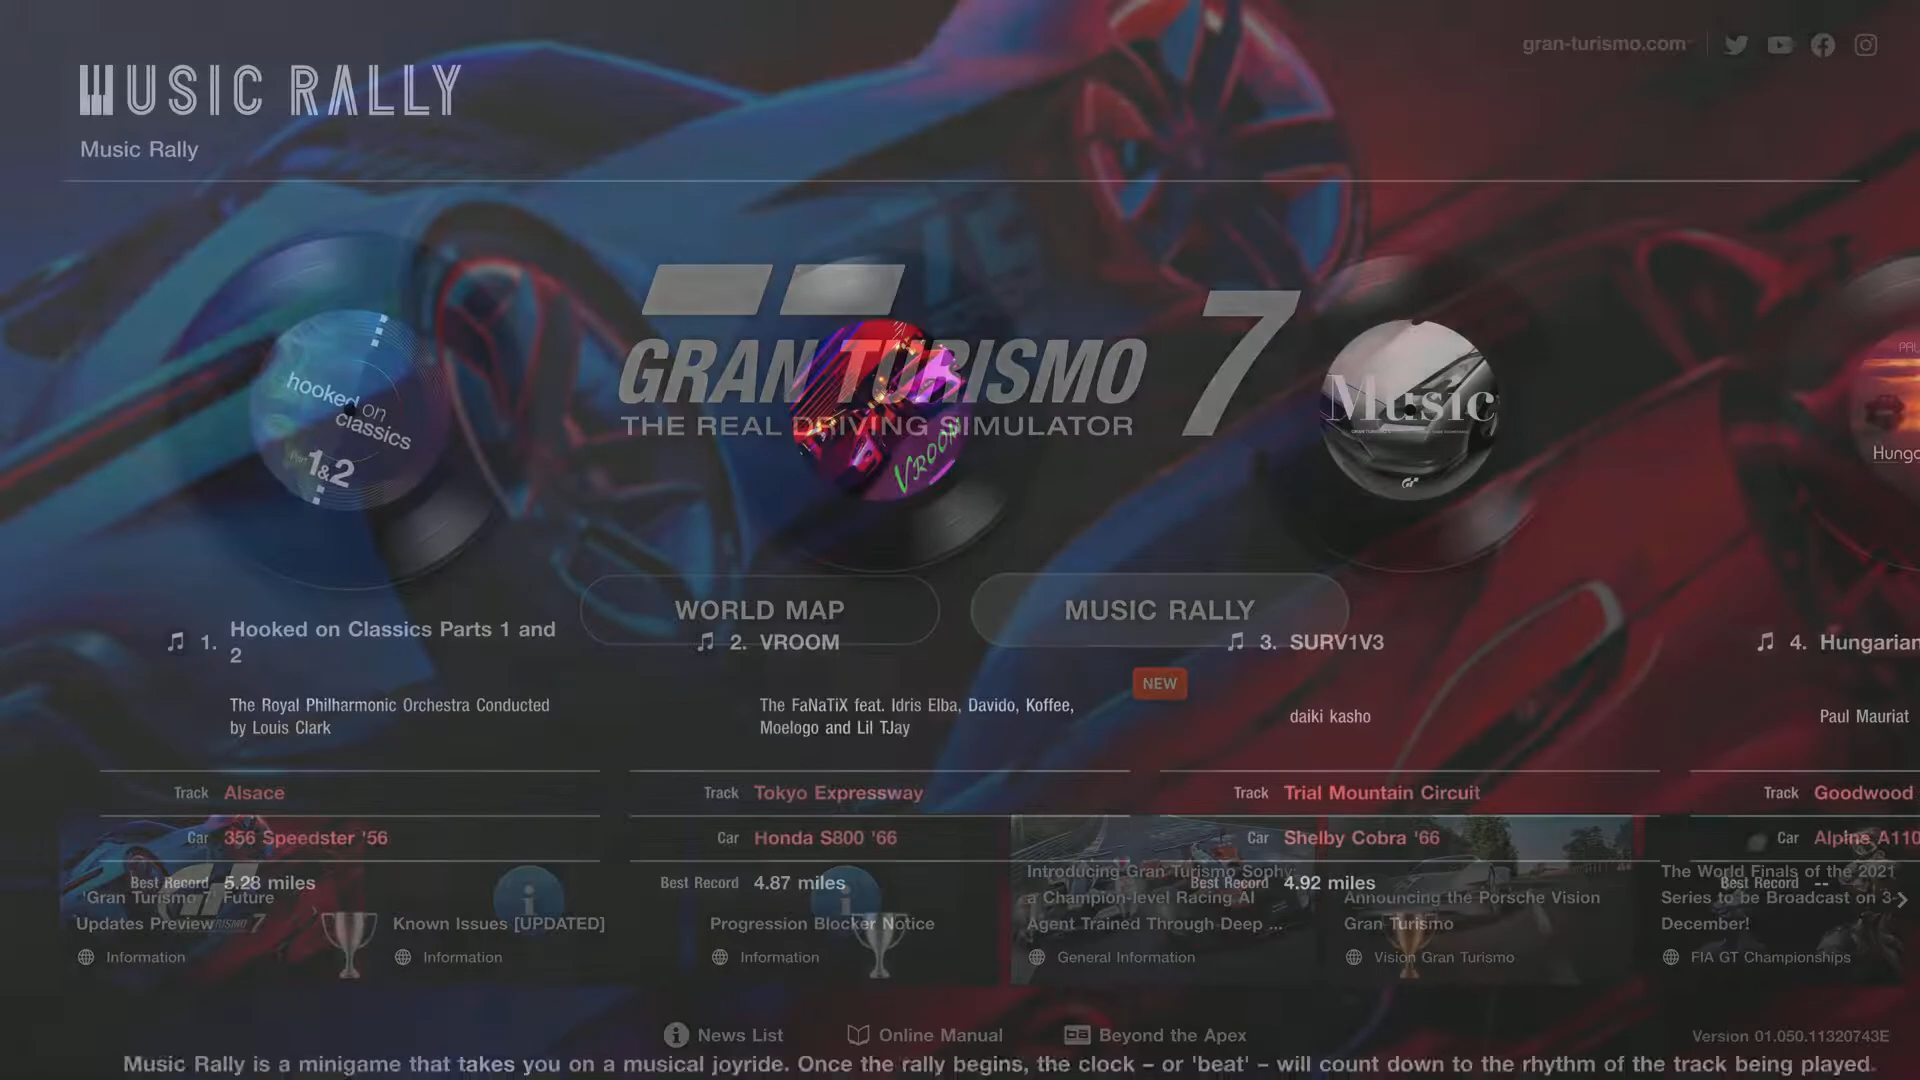 gran-turismo.com
MUSIC RALLY
Music Rally
GRAN TURISMO 7
THE REAL DRIVING SIMULATOR
hooked on
classics
1&2
VROOM
Music
Hungo
WORLD MAP
MUSIC RALLY
1. Hooked on Classics Parts 1 and
2
2. VROOM
3. SURV1V3
4. Hungarian
NEW
The Royal Philharmonic Orchestra Conducted
by Louis Clark
The FaNaTiX feat. Idris Elba, Davido, Koffee,
Moelogo and Lil TJay
daiki kasho
Paul Mauriat
Track Alsace
Track Tokyo Expressway
Track Trial Mountain Circuit
Track Goodwood
Car 356 Speedster '56
Car Honda S800 '66
Car Shelby Cobra '66
Car Alpine A110
Best Record 5.28 miles
Best Record 4.87 miles
Best Record 4.92 miles
Best Record --
'Gran Turismo 7' Future
Updates Preview
Information
Known Issues [UPDATED]
Information
Progression Blocker Notice
Information
Introducing Gran Turismo Sophy:
a Champion-level Racing AI
Agent Trained Through Deep ...
General Information
Announcing the Porsche Vision
Gran Turismo
Vision Gran Turismo
The World Finals of the 2021
Series to be Broadcast on 3-
December!
FIA GT Championships
News List
Online Manual
Beyond the Apex
Version 01.050.11320743E
Music Rally is a minigame that takes you on a musical joyride. Once the rally begins, the clock – or 'beat' – will count down to the rhythm of the track being played.